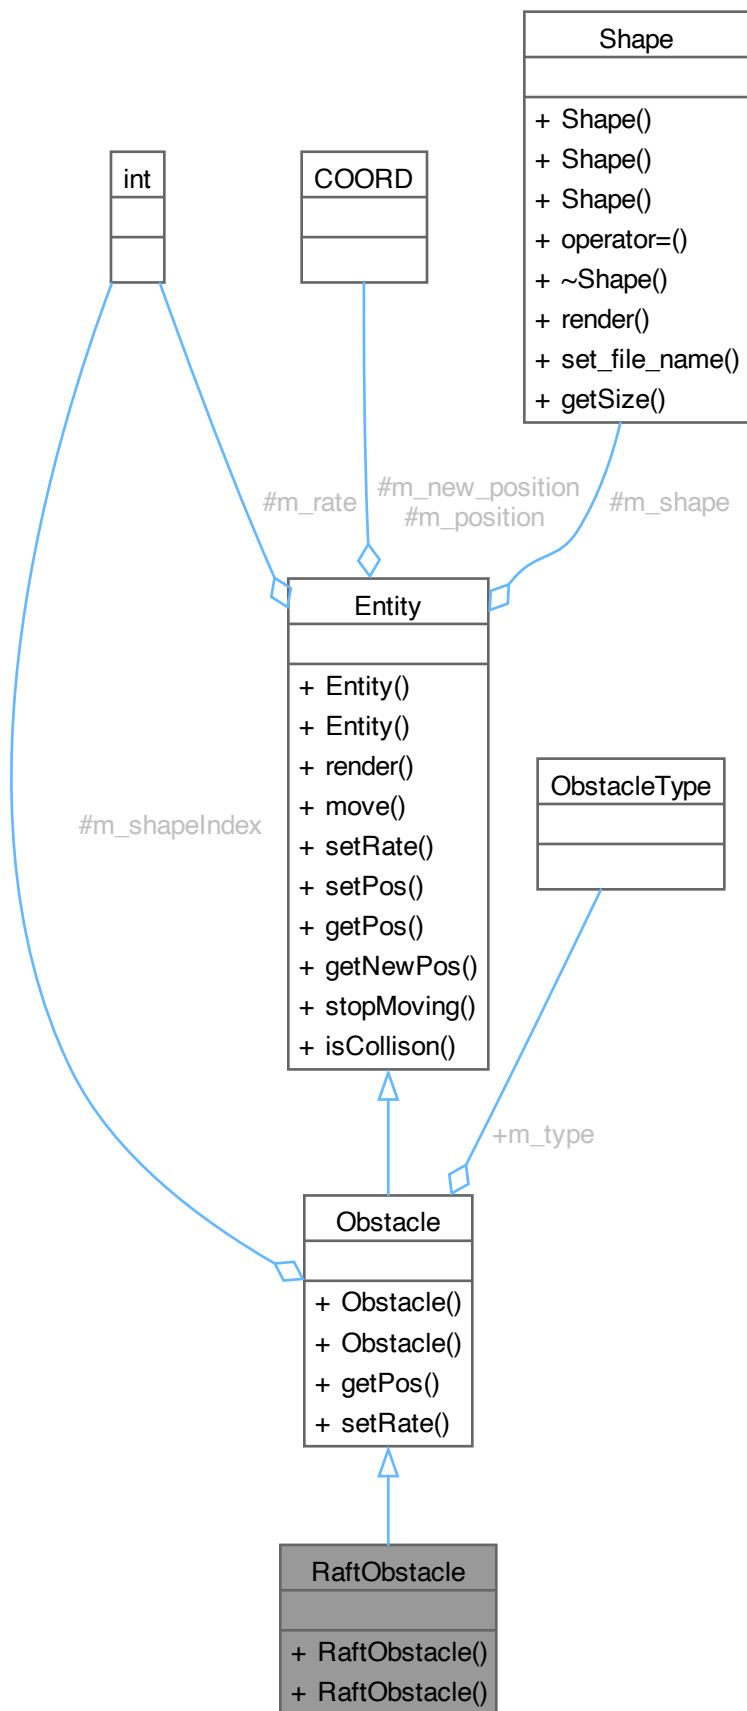 Shape
+ Shape()
+ Shape()
+ Shape()
+ operator=()
+ ~Shape()
+ render()
+ set_file_name()
+ getSize()
int
COORD
#m_rate
#m_new_position
#m_position
#m_shape
Entity
+ Entity()
+ Entity()
+ render()
+ move()
+ setRate()
+ setPos()
+ getPos()
+ getNewPos()
+ stopMoving()
+ isCollison()
ObstacleType
#m_shapeIndex
+m_type
Obstacle
+ Obstacle()
+ Obstacle()
+ getPos()
+ setRate()
RaftObstacle
+ RaftObstacle()
+ RaftObstacle()